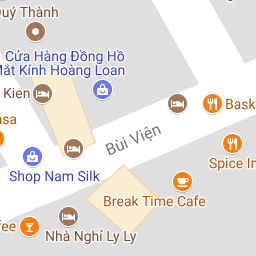 Quý Thành
Cửa Hàng Đồng Hồ
Mắt Kính Hoàng Loan
Kien
Bask
Bùi Viện
Spice In
Shop Nam Silk
Break Time Cafe
Nhà Nghỉ Ly Ly